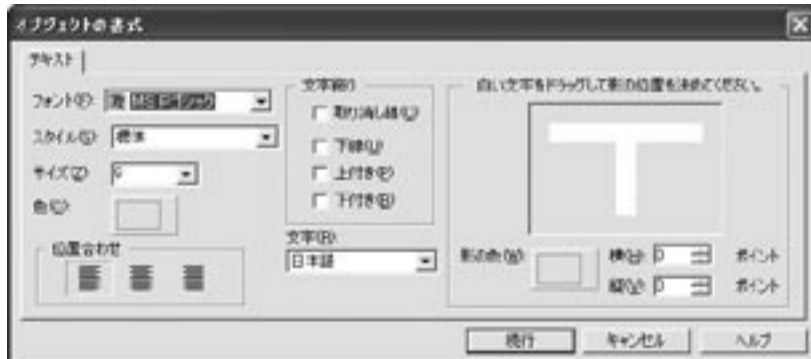 オブジェクトの書式
テキスト
フォント(F):
MS Pゴシック
スタイル(S):
標準
サイズ(Z):
色(C):
位置合わせ
文字飾り
取り消し線(U)
下線(U)
上付き(P)
下付き(B)
文字(R):
日本語
白い文字をドラッグして影の位置を決めてください。
T
影の色(W):
横(H): 0 ポイント
縦(V): 0 ポイント
続行
キャンセル
ヘルプ